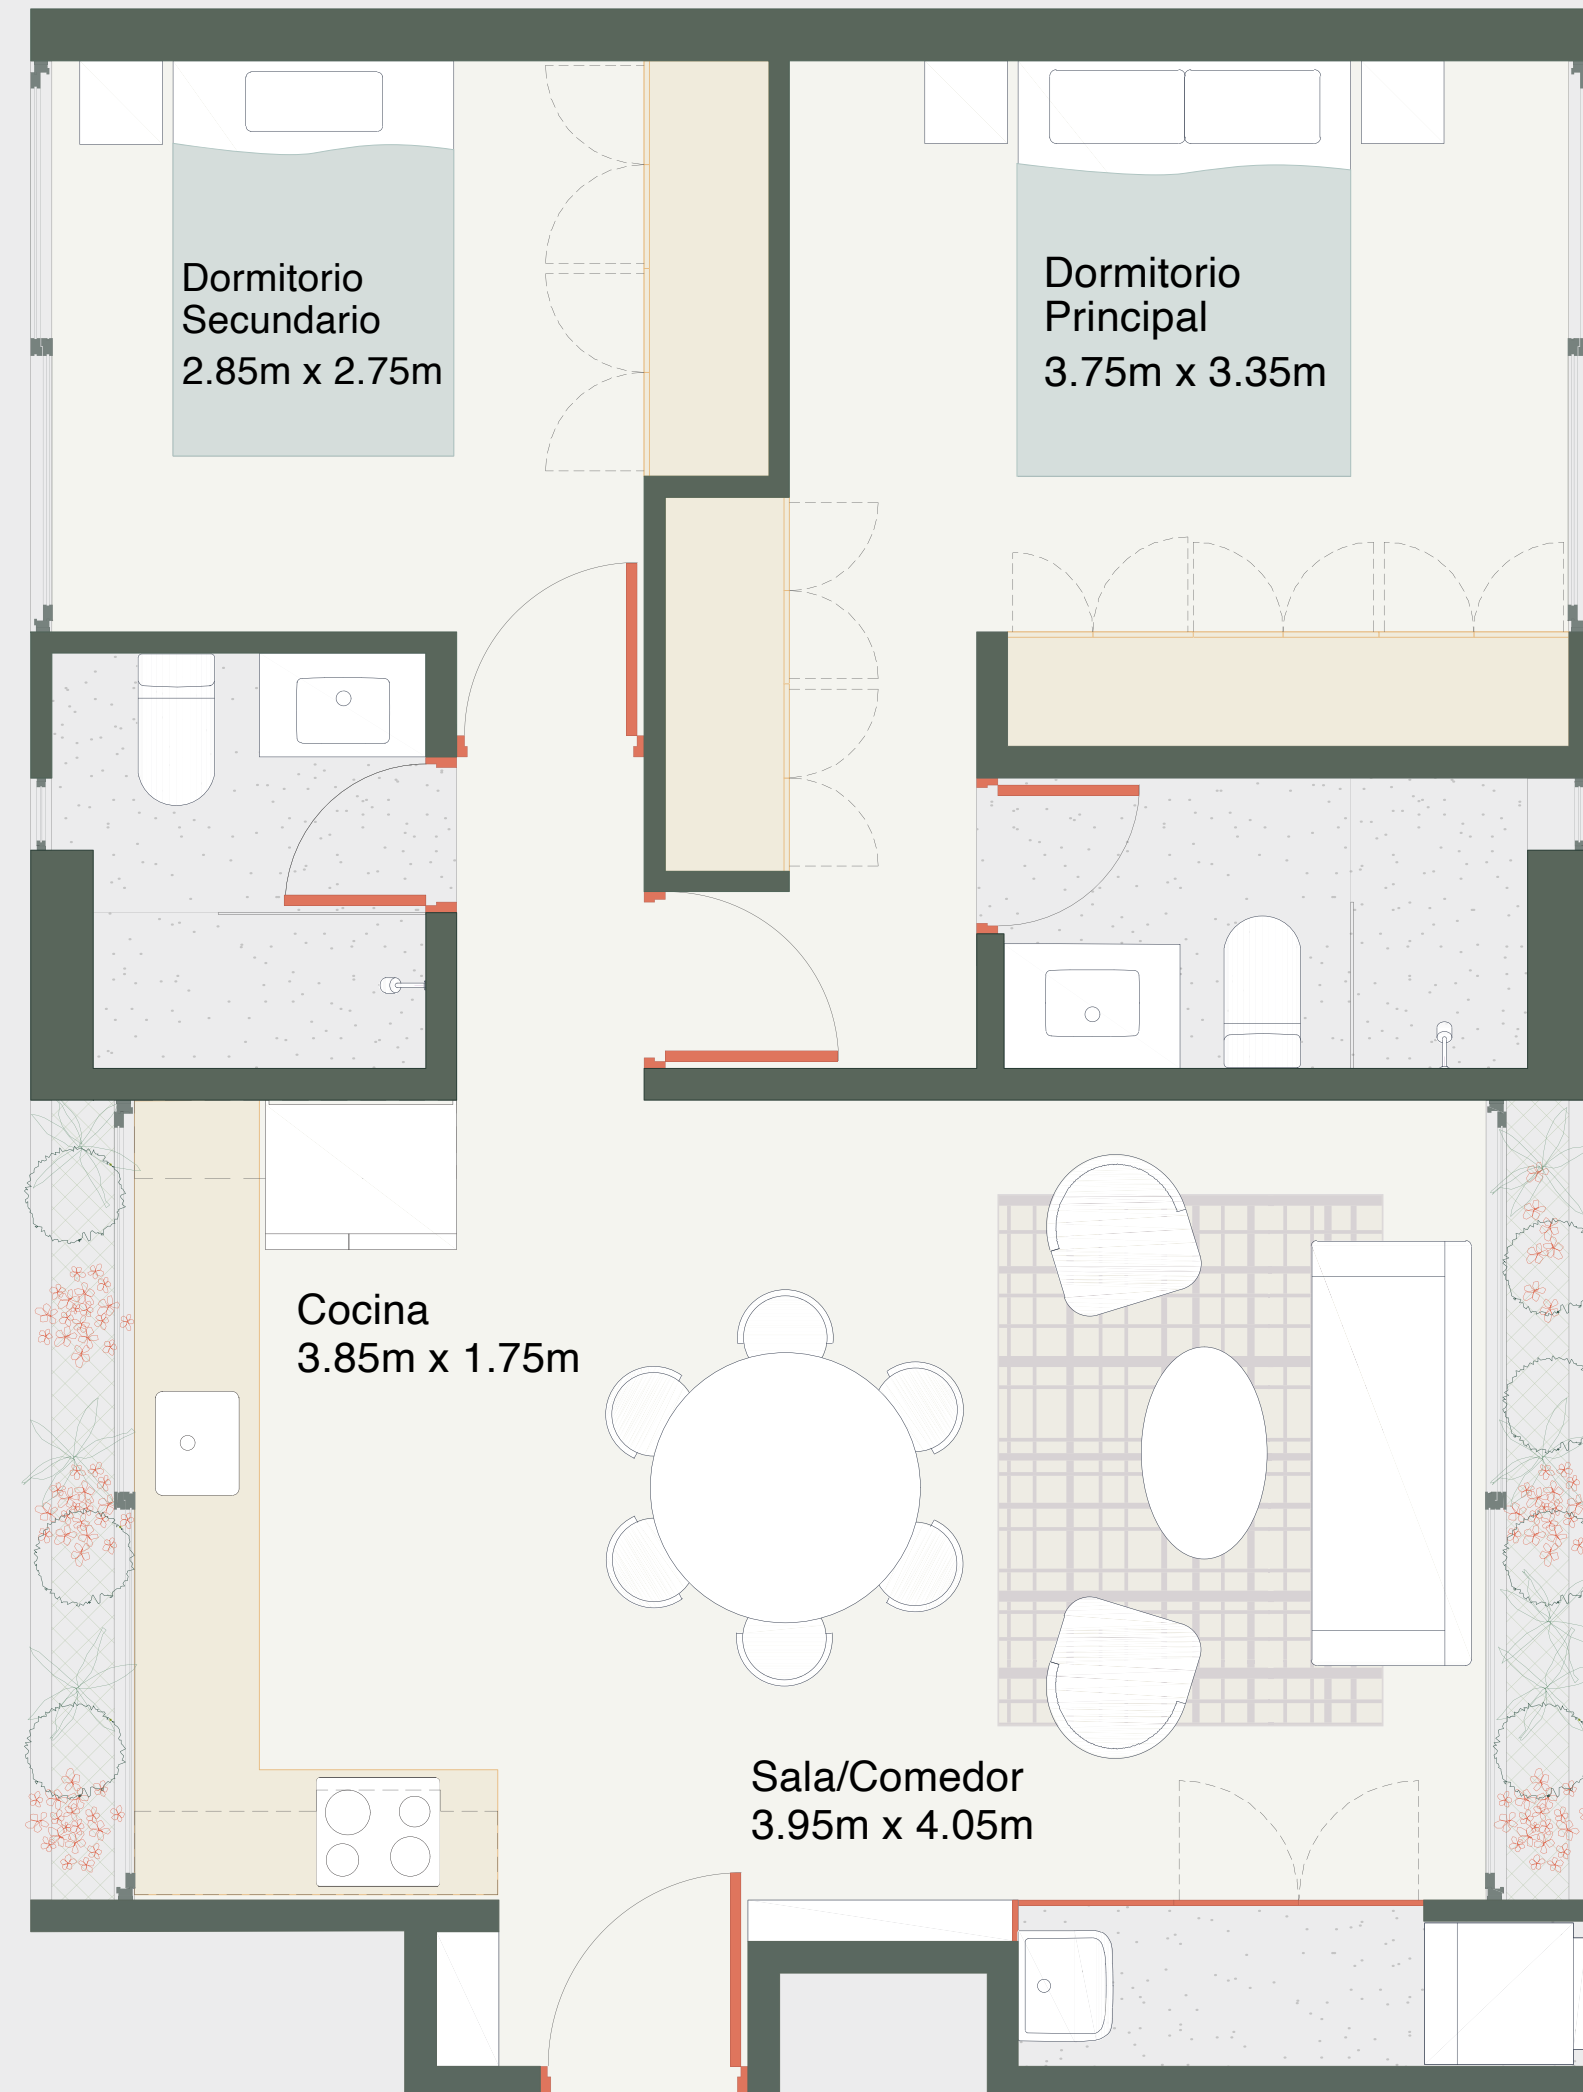 Dormitorio
Secundario
2.85m x 2.75m
Dormitorio
Principal
3.75m x 3.35m
Cocina
3.85m x 1.75m
Sala/Comedor
3.95m x 4.05m